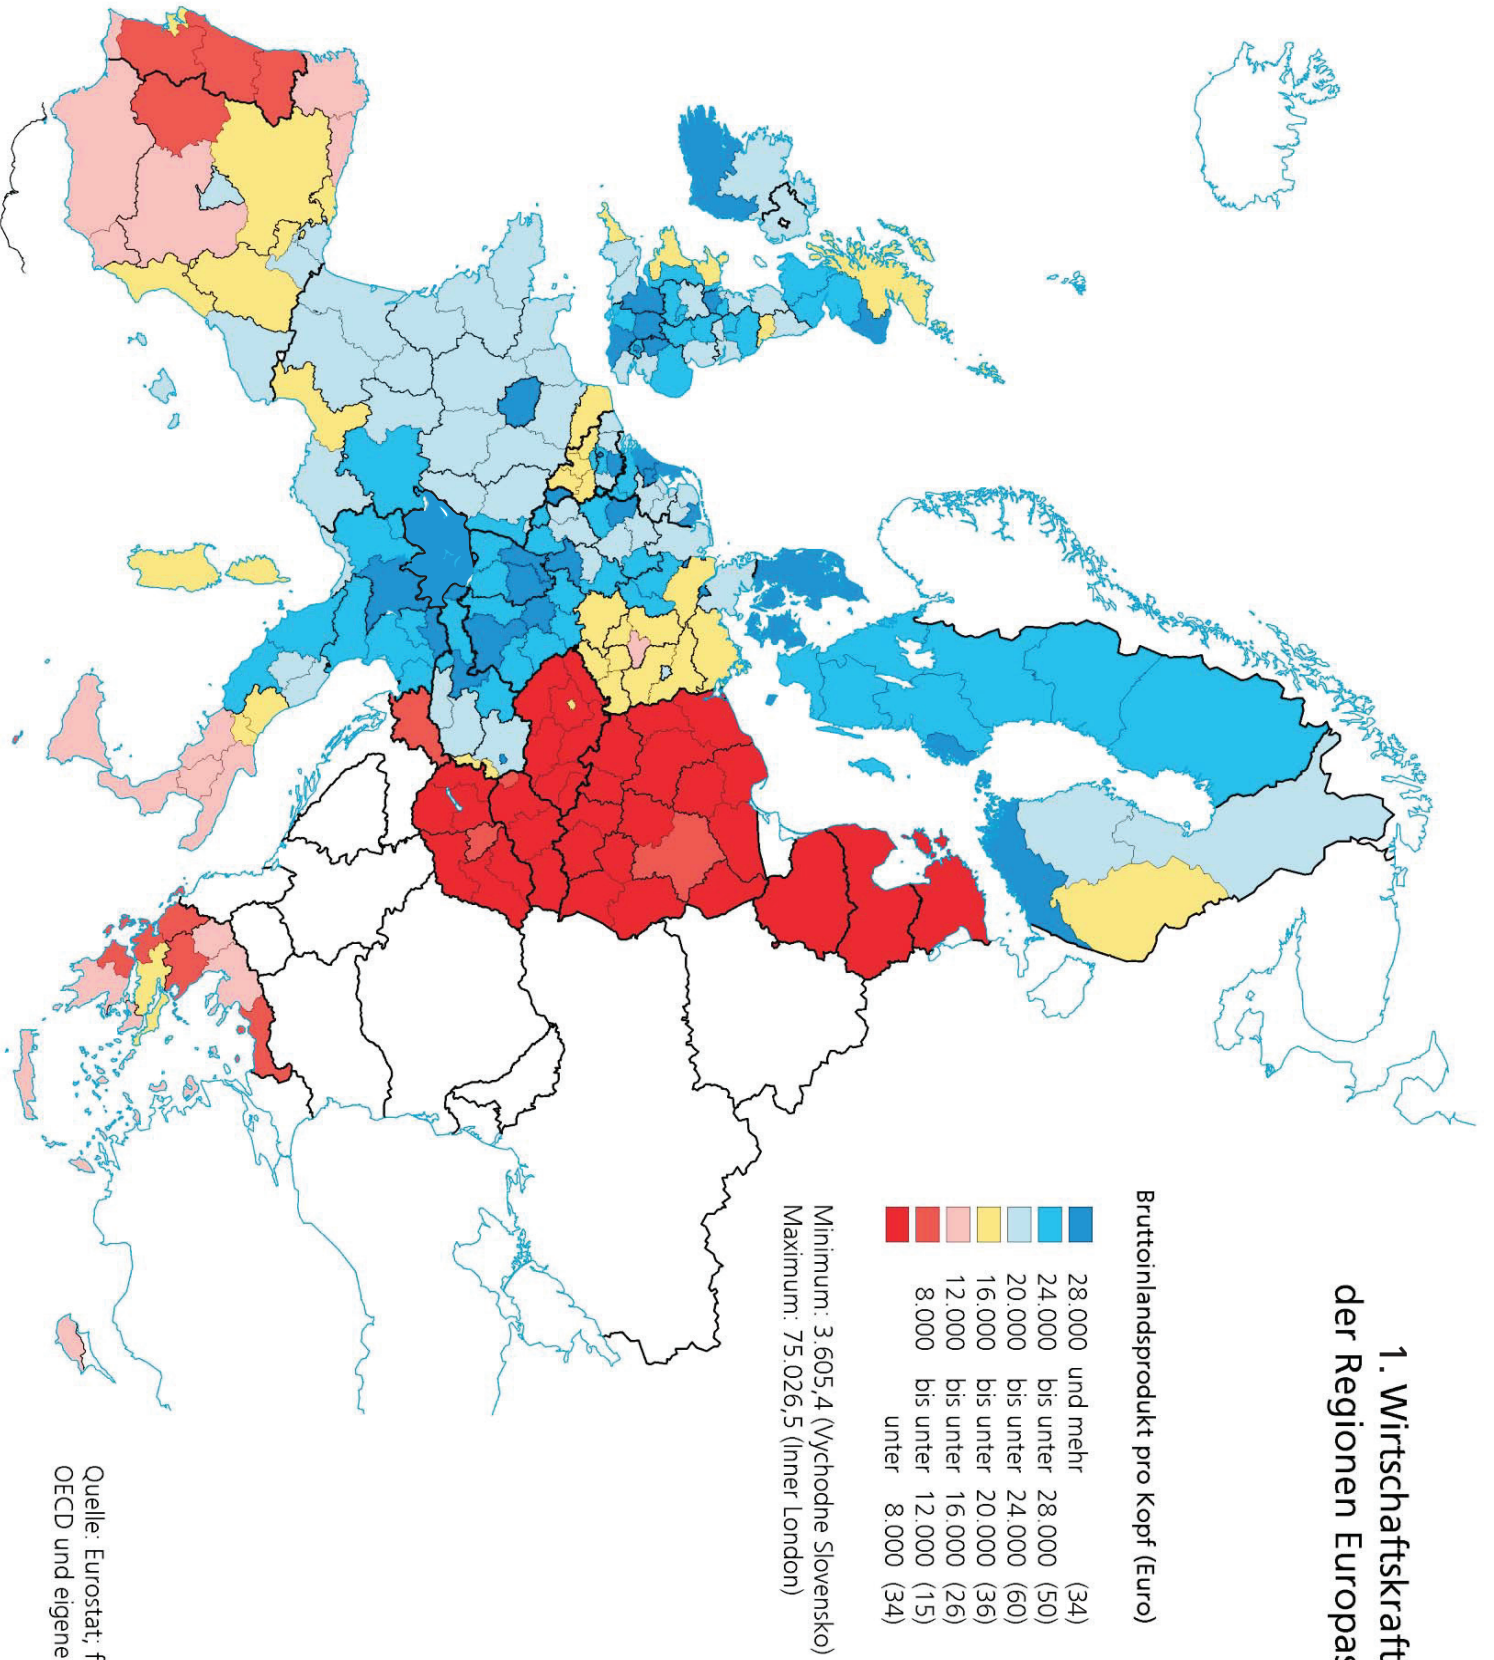 1. Wirtschaftskraft
der Regionen Europas
Bruttoinlandsprodukt pro Kopf (Euro)
28.000 und mehr (34)
24.000 bis unter 28.000 (50)
20.000 bis unter 24.000 (60)
16.000 bis unter 20.000 (36)
12.000 bis unter 16.000 (26)
8.000 bis unter 12.000 (15)
unter 8.000 (34)
Minimum: 3.605,4 (Vychodne Slovensko)
Maximum: 75.026,5 (Inner London)
Quelle: Eurostat; f
OECD und eigene